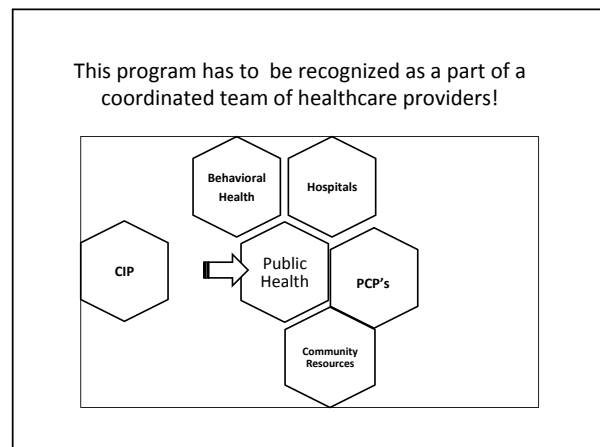 This program has to be recognized as a part of a
coordinated team of healthcare providers!
Behavioral
Health
Hospitals
CIP
Public
Health
PCP's
Community
Resources